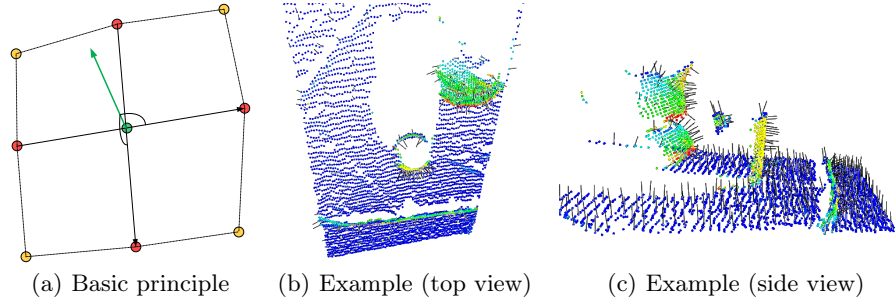 (a) Basic principle
(b) Example (top view)
(c) Example (side view)